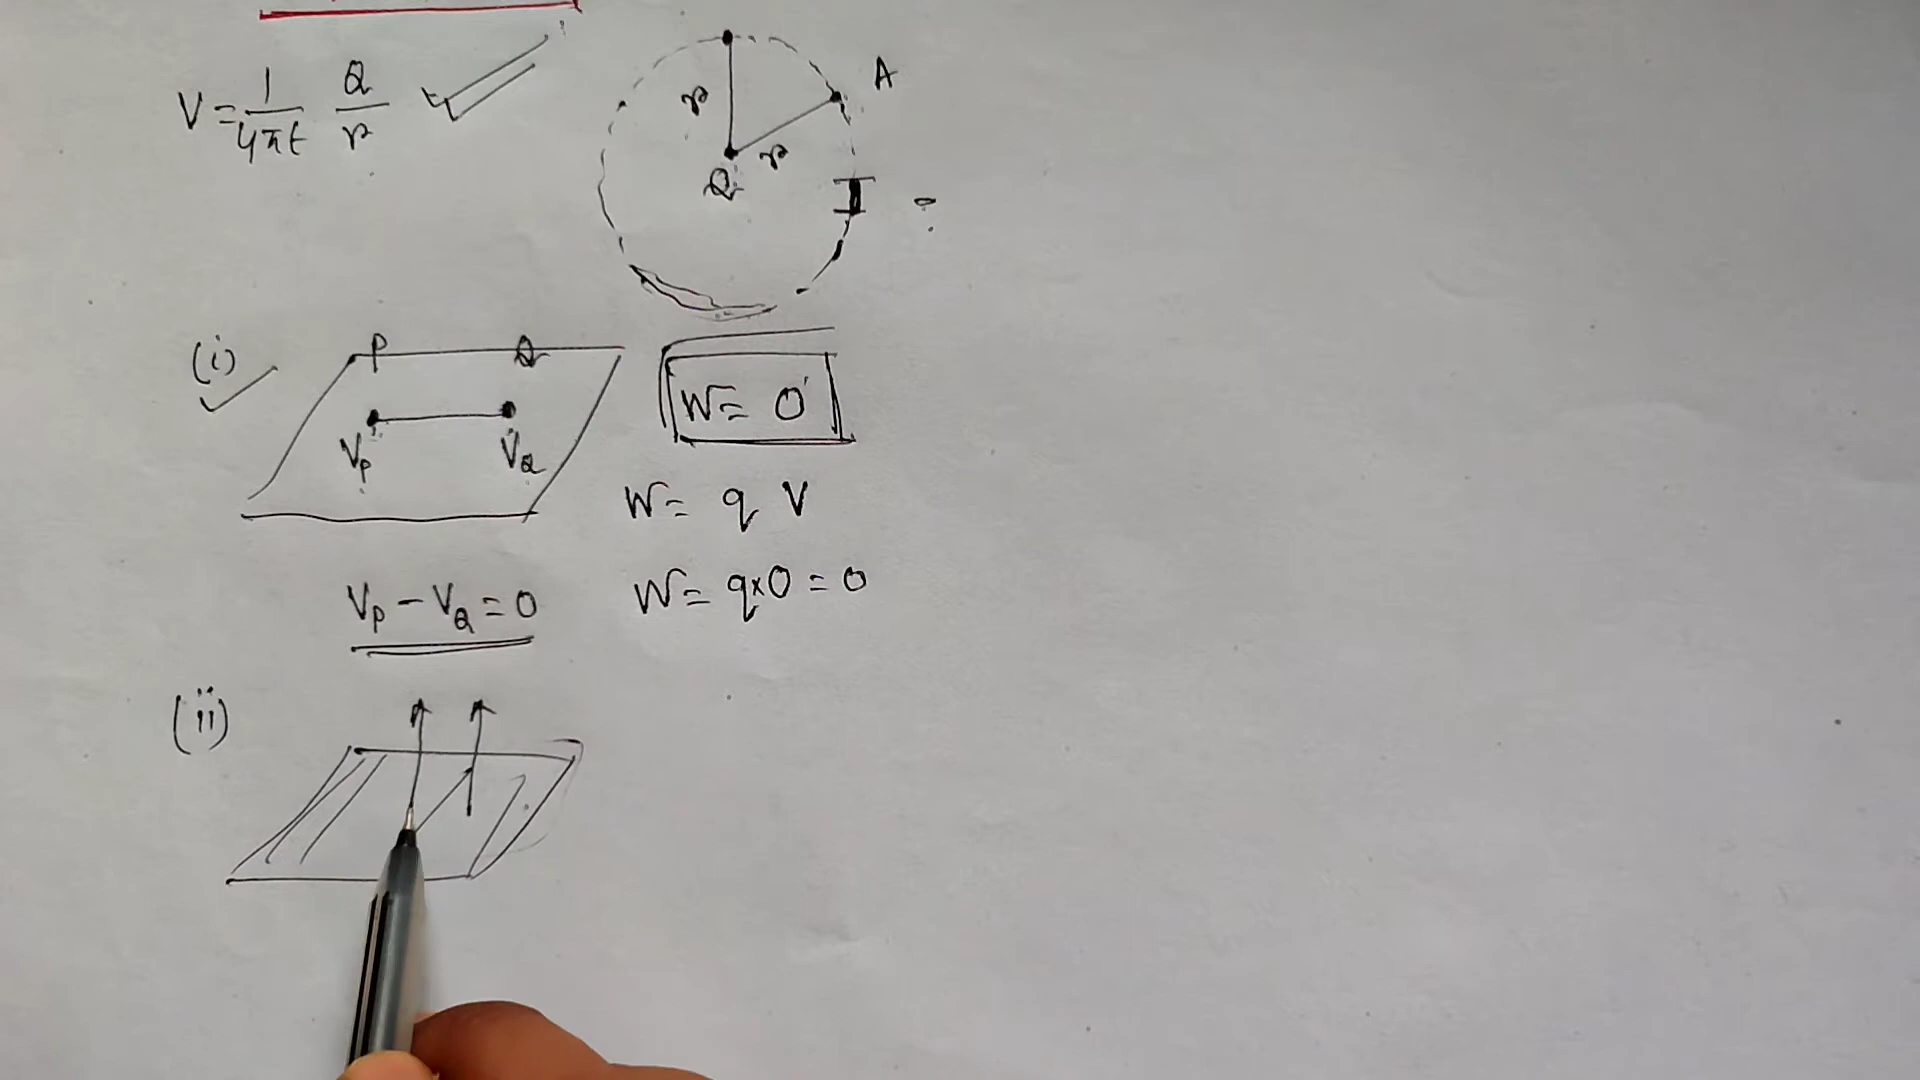 V = 1/4πε Q/r
A
r
r
Q
(i)
P Q
W = 0
V_P V_Q
W = q V
V_P - V_Q = 0
W = q×0 = 0
(ii)